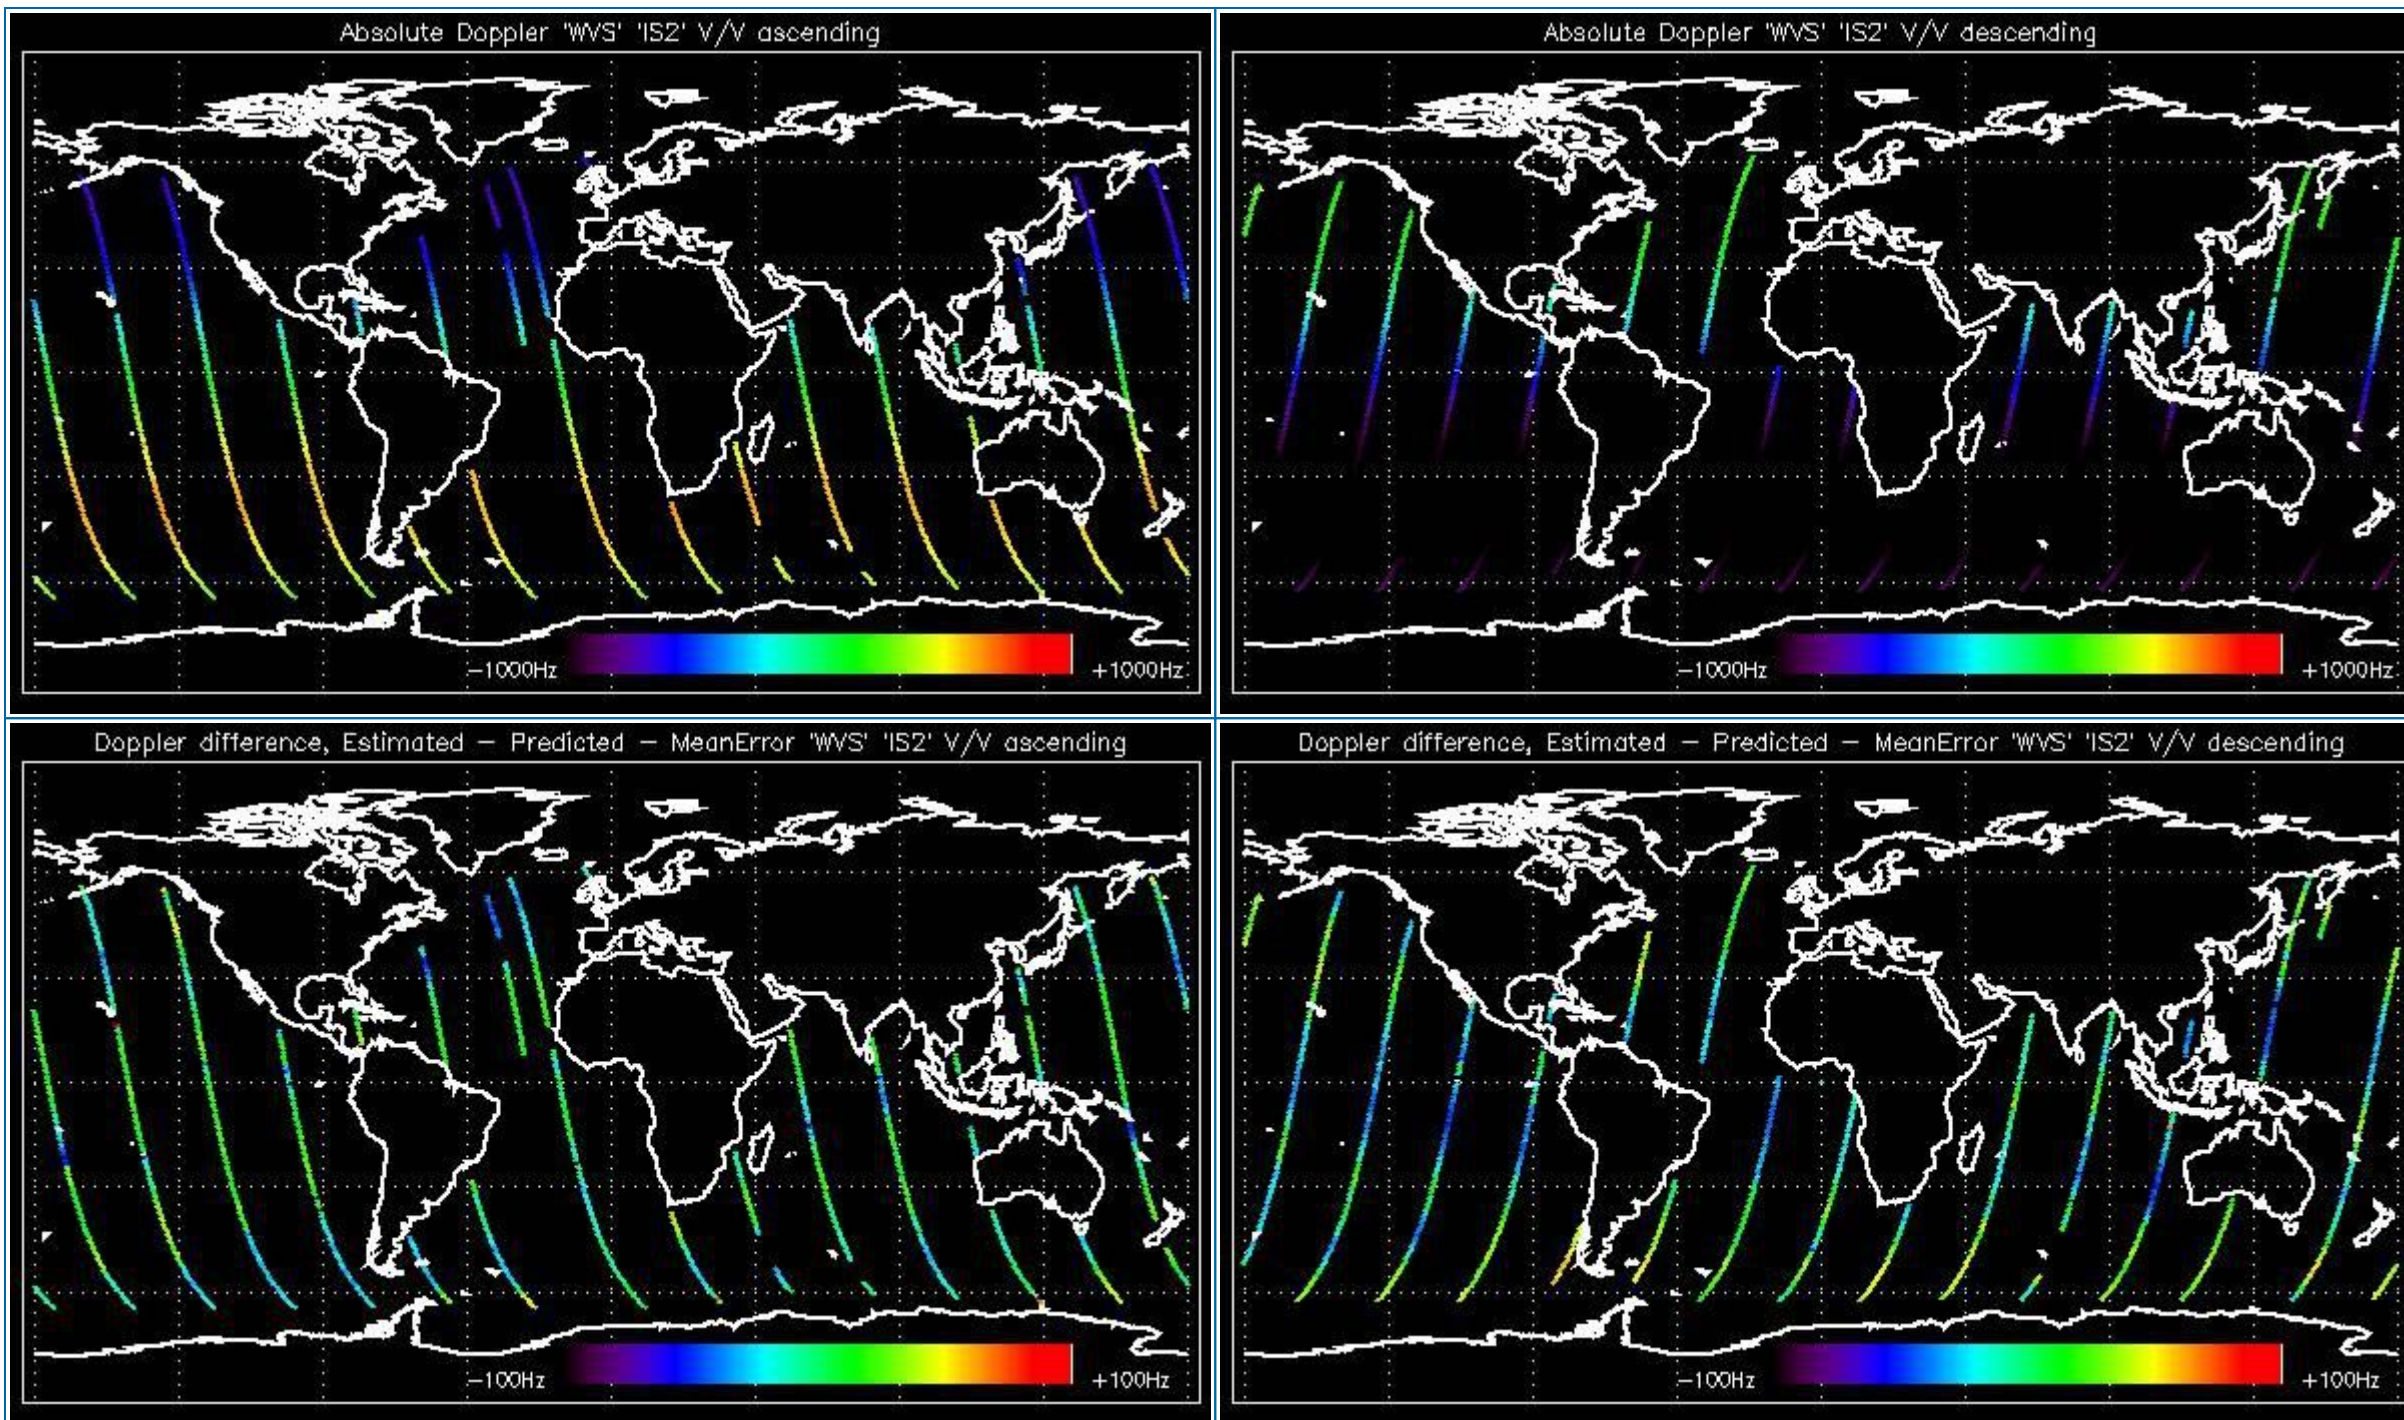 Absolute Doppler 'WVS' 'IS2' V/V ascending
-1000Hz
+1000Hz
Absolute Doppler 'WVS' 'IS2' V/V descending
-1000Hz
+1000Hz
Doppler difference, Estimated - Predicted - MeanError 'WVS' 'IS2' V/V ascending
-100Hz
+100Hz
Doppler difference, Estimated - Predicted - MeanError 'WVS' 'IS2' V/V descending
-100Hz
+100Hz